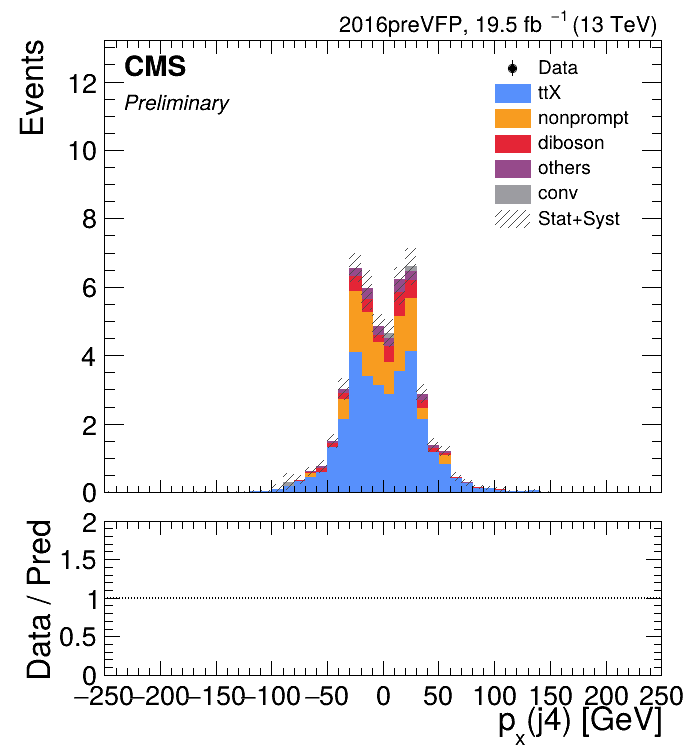 2016preVFP, 19.5 fb⁻¹ (13 TeV)
CMS
Preliminary
Events
12
10
8
6
4
2
0
Data
ttX
nonprompt
diboson
others
conv
Stat+Syst
Data / Pred
2
1.5
1
0.5
0
−250 −200 −150 −100 −50 0 50 100 150 200 250
pₓ(j4) [GeV]